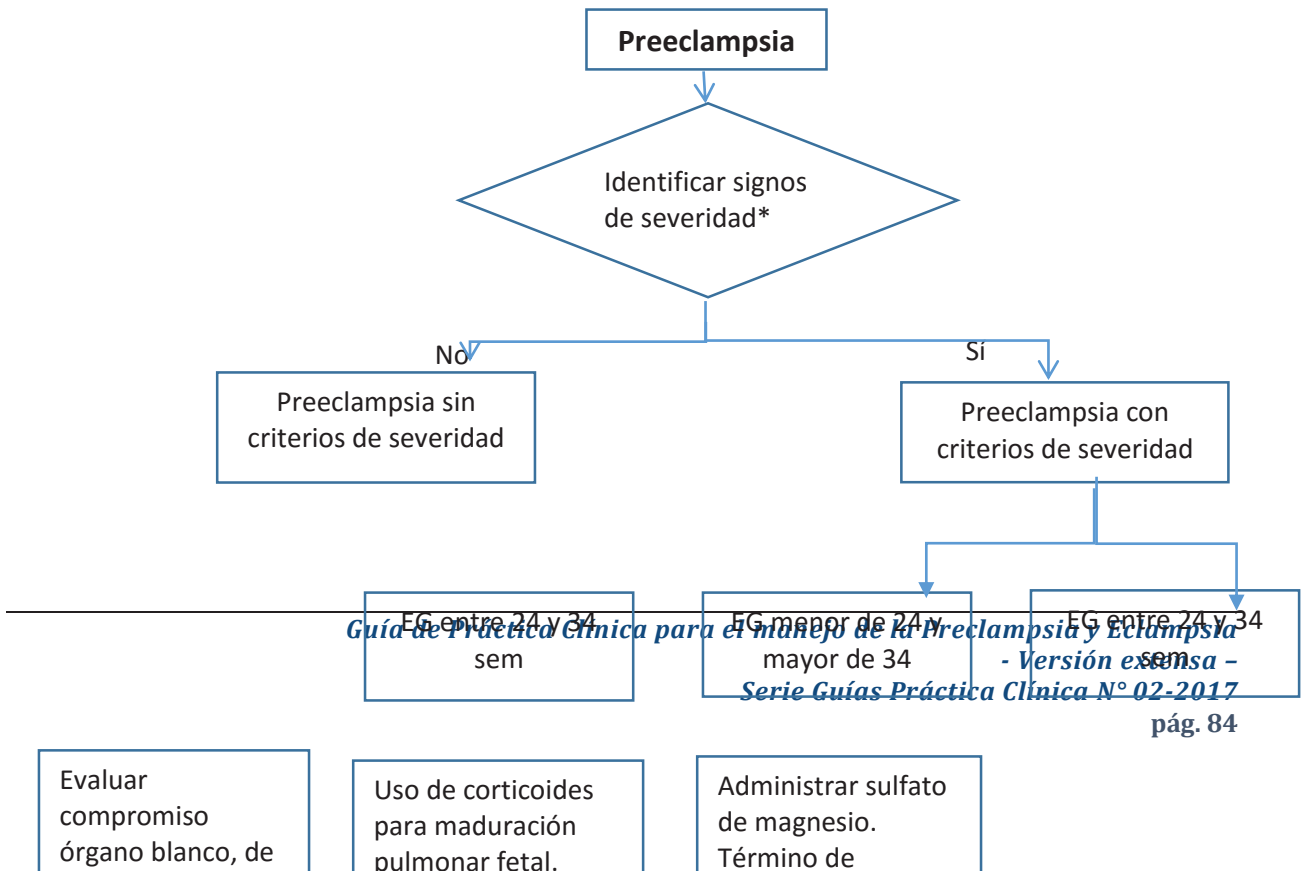 Preeclampsia
Identificar signos
de severidad*
No
Sí
Preeclampsia sin
criterios de severidad
Preeclampsia con
criterios de severidad
EG entre 24 y 34
sem
EG menor de 24 y
mayor de 34
EG entre 24 y 34
sem
Guía de Práctica Clínica para el manejo de la Preclampsia y Eclampsia
- Versión extensa –
Serie Guías Práctica Clínica N° 02-2017
pág. 84
Evaluar
compromiso
órgano blanco, de
Uso de corticoides
para maduración
pulmonar fetal.
Administrar sulfato
de magnesio.
Término de